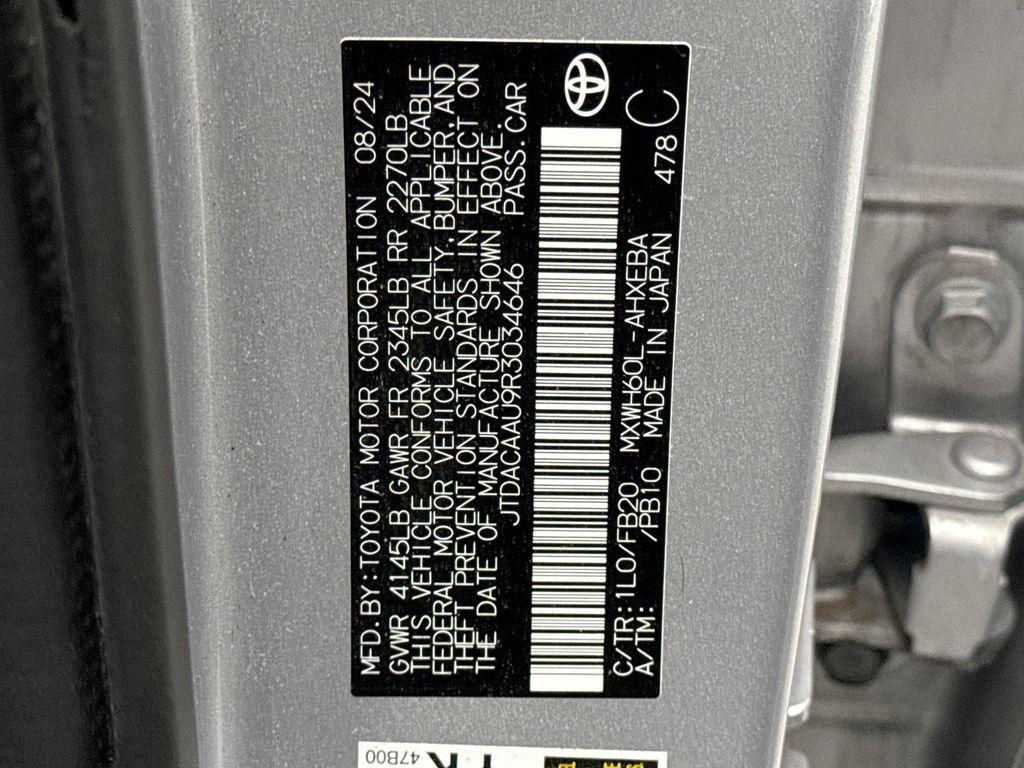 MFD.BY:TOYOTA MOTOR CORPORATION 08/24
GVWR 4145LB GAWR FR 2345LB RR 2270LB
THIS VEHICLE CONFORMS TO ALL APPLICABLE
FEDERAL MOTOR VEHICLE SAFETY,BUMPER,AND
THEFT PREVENTION STANDARDS IN EFFECT ON
THE DATE OF MANUFACTURE SHOWN ABOVE.
JTDACAAU9R3034646 PASS.CAR
C/TR:1L0/FB20 MXWH60L-AHXEBA
A/TM: /PB10 MADE IN JAPAN 478 C
47B00